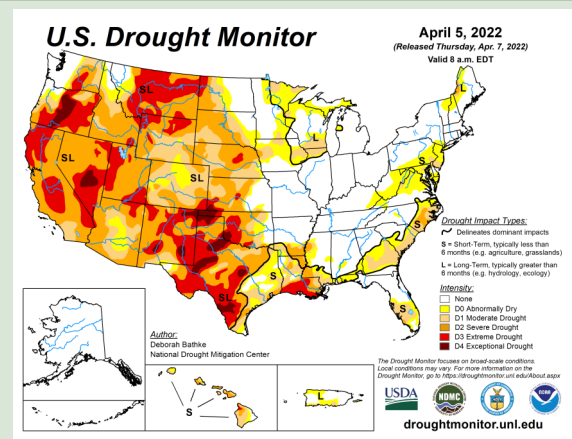 U.S. Drought Monitor
April 5, 2022
(Released Thursday, Apr. 7, 2022)
Valid 8 a.m. EDT
SL
L
L
SL
S
SL
S
S
SL
S
Drought Impact Types:
Delineates dominant impacts
S = Short-Term, typically less than
6 months (e.g. agriculture, grasslands)
L = Long-Term, typically greater than
6 months (e.g. hydrology, ecology)
Intensity:
None
D0 Abnormally Dry
D1 Moderate Drought
D2 Severe Drought
D3 Extreme Drought
D4 Exceptional Drought
Author:
Deborah Bathke
National Drought Mitigation Center
S
L
The Drought Monitor focuses on broad-scale conditions.
Local conditions may vary. For more information on the
Drought Monitor, go to https://droughtmonitor.unl.edu/About.aspx
USDA
NDMC
NOAA
droughtmonitor.unl.edu